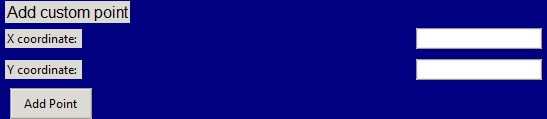 Add custom point
X coordinate:
Y coordinate:
Add Point